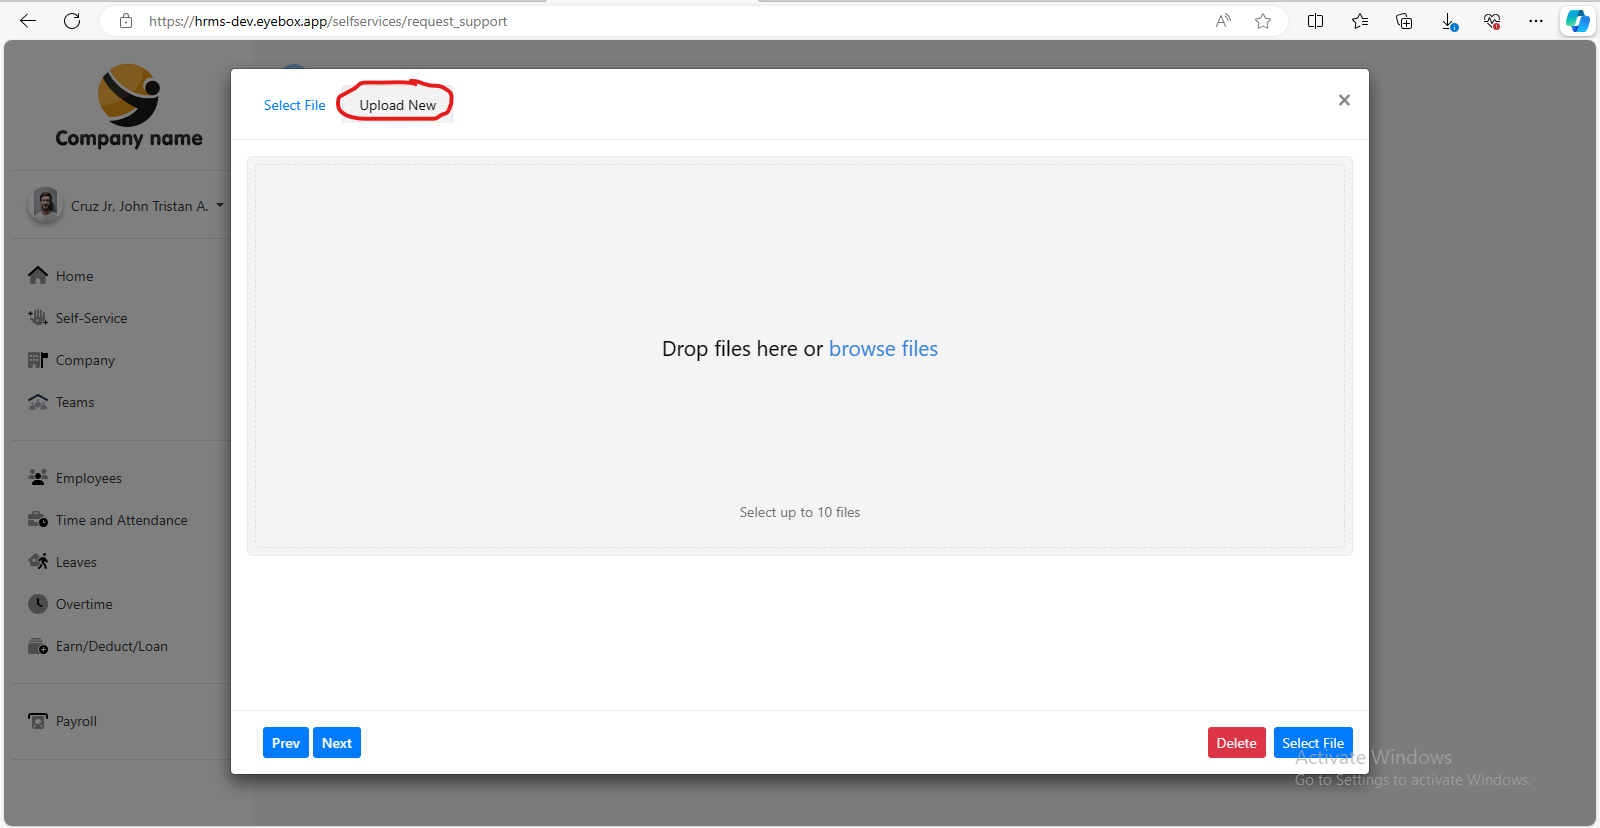 https://hrms-dev.eyebox.app/selfservices/request_support
Company name
Cruz Jr, John Tristan A.
Home
Self-Service
Company
Teams
Employees
Time and Attendance
Leaves
Overtime
Earn/Deduct/Loan
Payroll
Select File
Upload New
×
Drop files here or browse files
Select up to 10 files
Prev
Next
Delete
Select File
Activate Windows
Go to Settings to activate Windows.